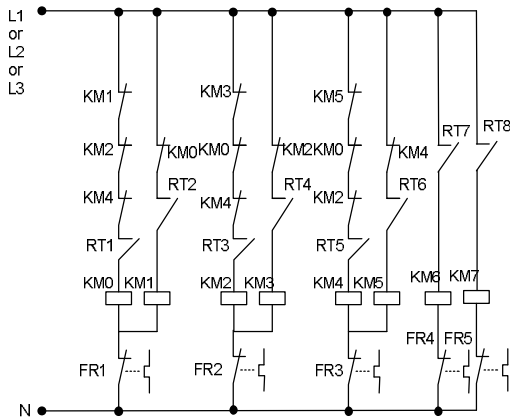 L1
or
L2
or
L3
KM1 KM3 KM5
KM2 KM0 KM0 KM2 KM0 KM4 RT7 RT8
KM4 RT2 KM4 RT4 KM2 RT6
RT1 RT3 RT5
KM0 KM1 KM2 KM3 KM4 KM5 KM6 KM7
FR1 FR2 FR3 FR4 FR5
N